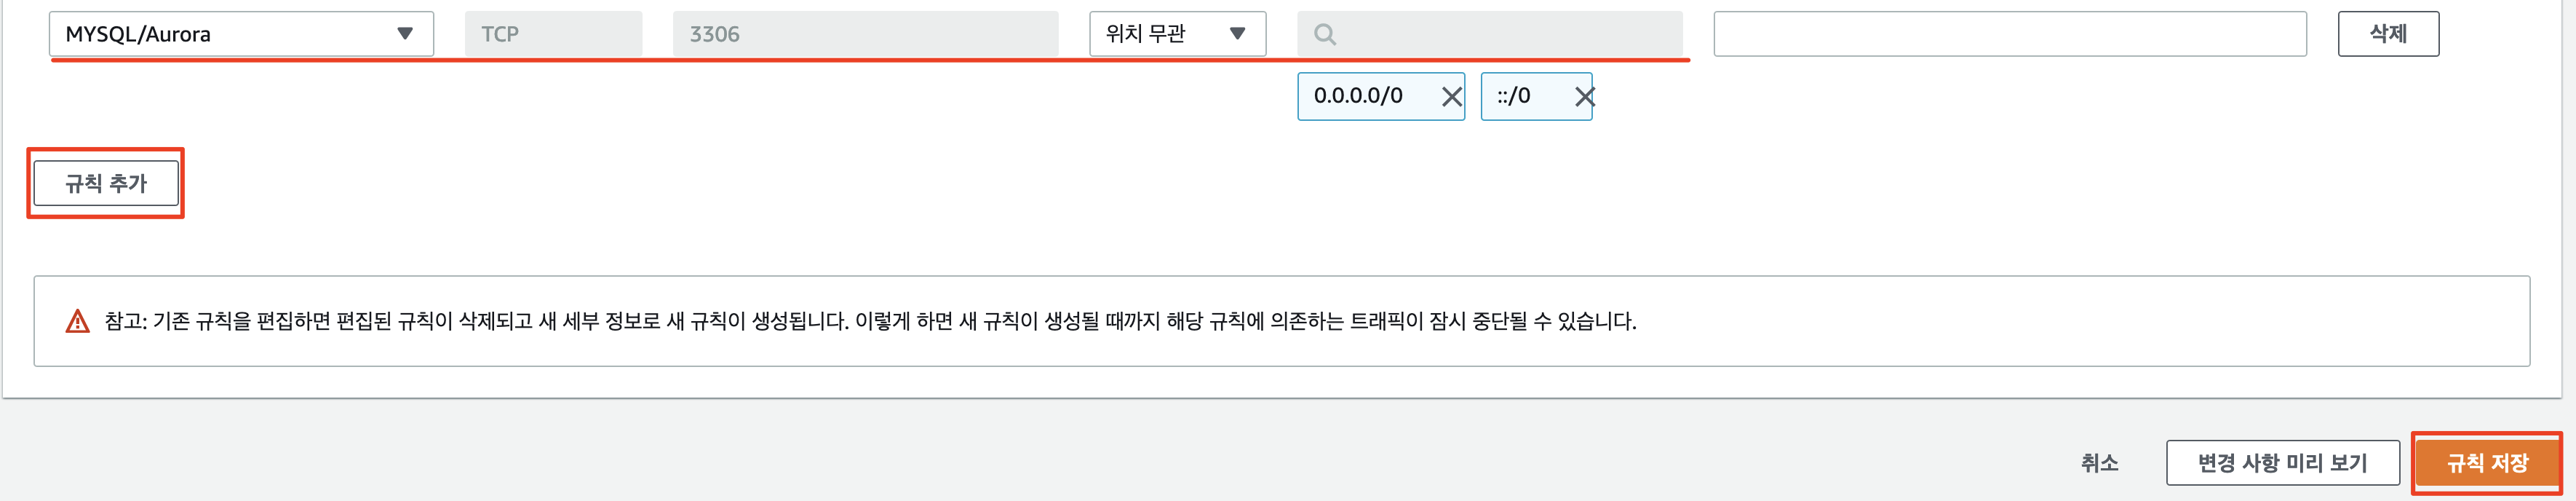 MYSQL/Aurora TCP 3306 위치 무관 삭제
0.0.0.0/0 ::/0
규칙 추가
참고: 기존 규칙을 편집하면 편집된 규칙이 삭제되고 새 세부 정보로 새 규칙이 생성됩니다. 이렇게 하면 새 규칙이 생성될 때까지 해당 규칙에 의존하는 트래픽이 잠시 중단될 수 있습니다.
취소 변경 사항 미리 보기 규칙 저장